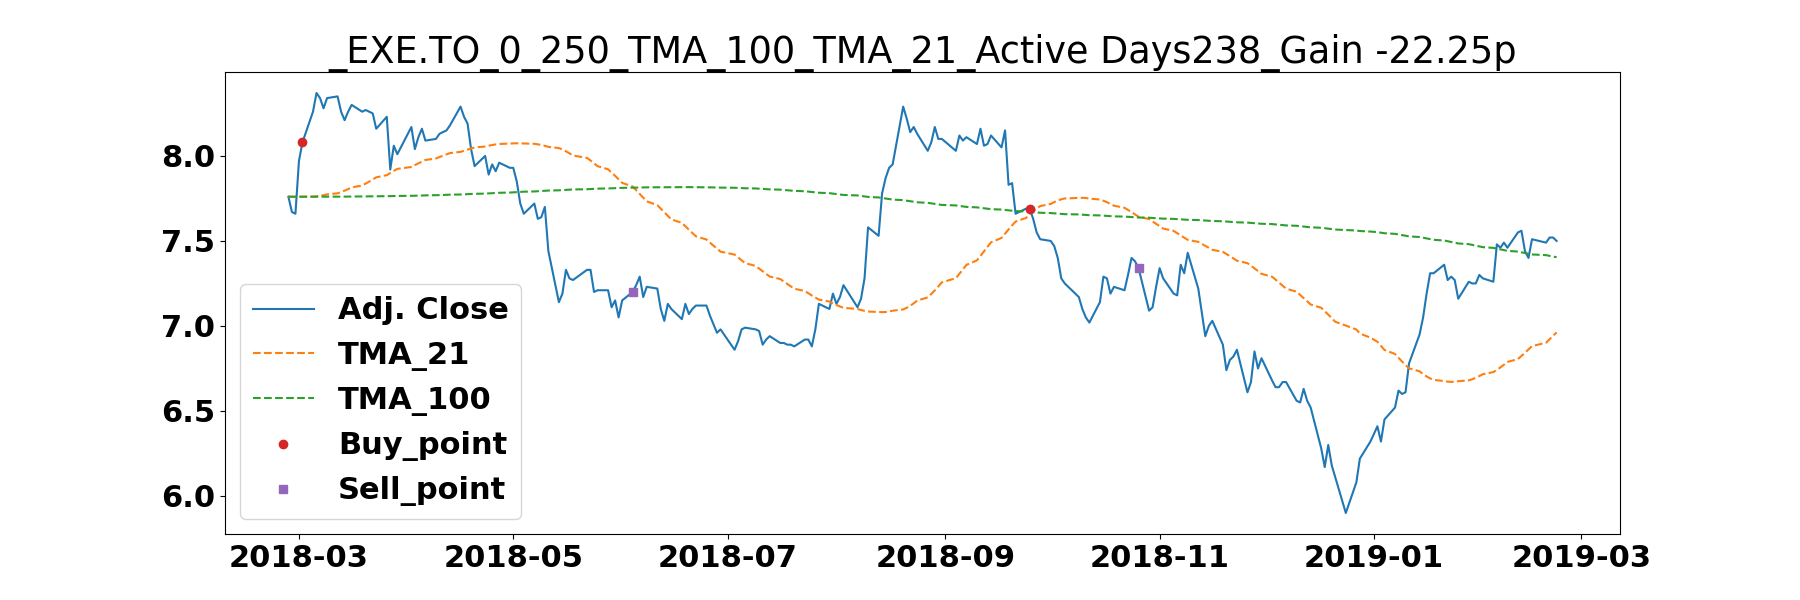 _EXE.TO_0_250_TMA_100_TMA_21_Active Days238_Gain -22.25p
8.0
7.5
7.0
6.5
6.0
Adj. Close
TMA_21
TMA_100
Buy_point
Sell_point
2018-03 2018-05 2018-07 2018-09 2018-11 2019-01 2019-03